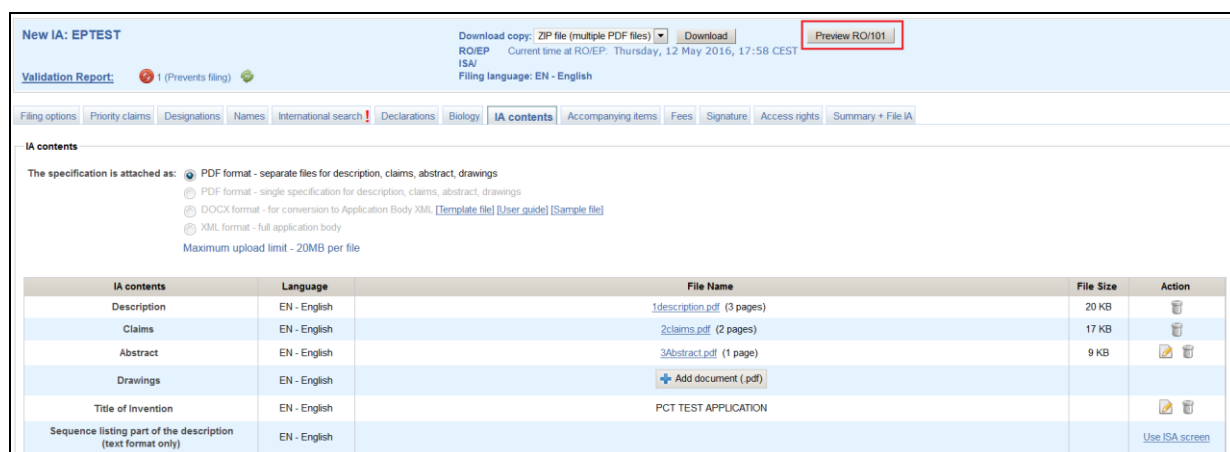 New IA: EPTEST
Download copy: ZIP file (multiple PDF files) Download Preview RO/101
RO/EP Current time at RO/EP: Thursday, 12 May 2016, 17:58 CEST
ISA/
Validation Report: 1 (Prevents filing) Filing language: EN - English
Filing options Priority claims Designations Names International search ! Declarations Biology IA contents Accompanying items Fees Signature Access rights Summary + File IA
IA contents
The specification is attached as: PDF format - separate files for description, claims, abstract, drawings
PDF format - single specification for description, claims, abstract, drawings
DOCX format - for conversion to Application Body XML [Template file] [User guide] [Sample file]
XML format - full application body
Maximum upload limit - 20MB per file
IA contents Language File Name File Size Action
Description EN - English 1description.pdf (3 pages) 20 KB
Claims EN - English 2claims.pdf (2 pages) 17 KB
Abstract EN - English 3Abstract.pdf (1 page) 9 KB
Drawings EN - English Add document (.pdf)
Title of Invention EN - English PCT TEST APPLICATION
Sequence listing part of the description
(text format only) EN - English Use ISA screen